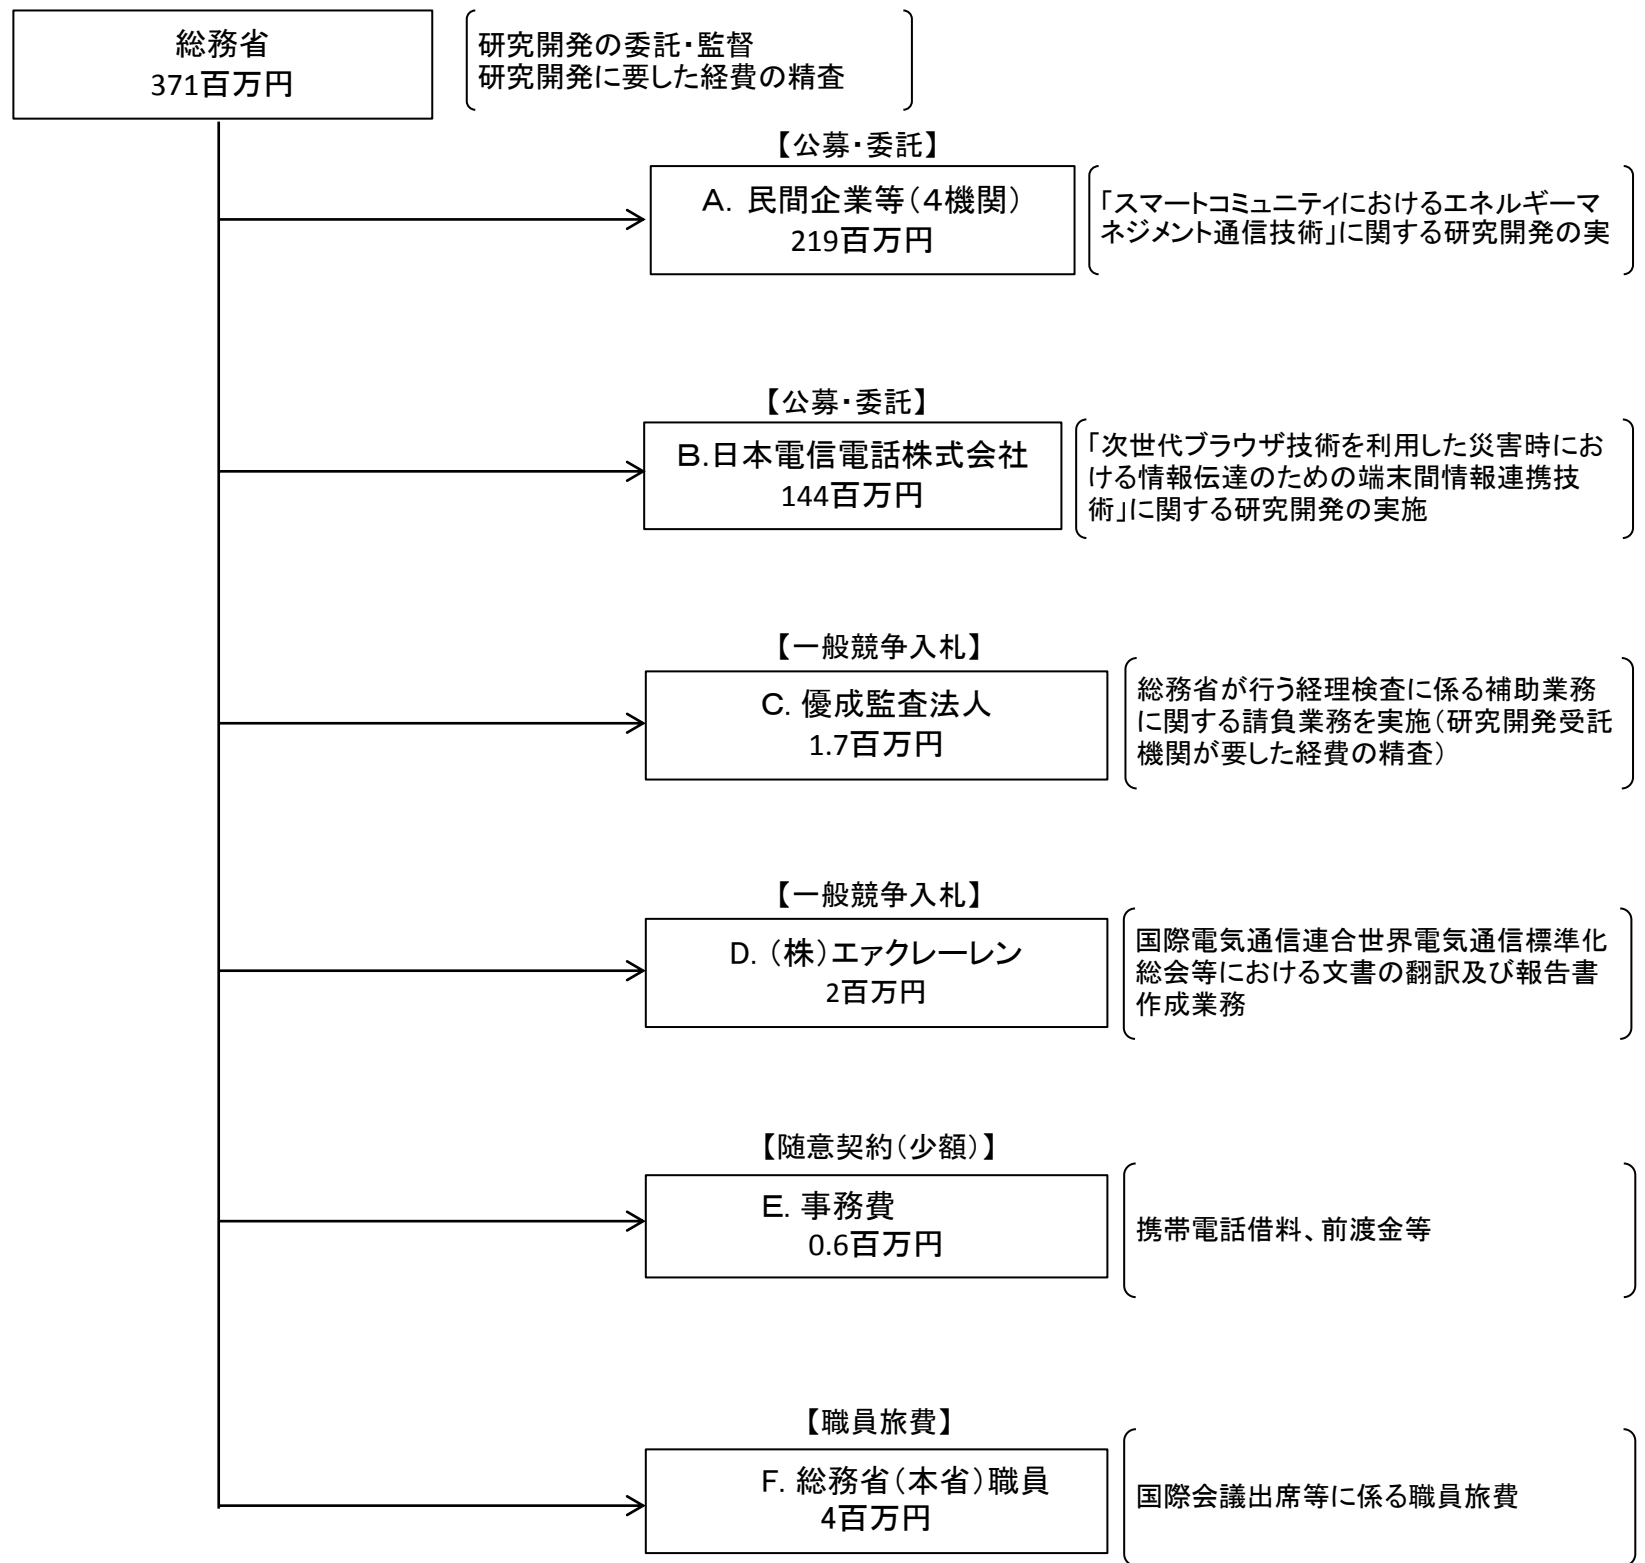 総務省
371百万円
研究開発の委託・監督
研究開発に要した経費の精査
【公募・委託】
A. 民間企業等（４機関）
219百万円
「スマートコミュニティにおけるエネルギーマ
ネジメント通信技術」に関する研究開発の実
【公募・委託】
B.日本電信電話株式会社
144百万円
「次世代ブラウザ技術を利用した災害時にお
ける情報伝達のための端末間情報連携技
術」に関する研究開発の実施
【一般競争入札】
C. 優成監査法人
1.7百万円
総務省が行う経理検査に係る補助業務
に関する請負業務を実施（研究開発受託
機関が要した経費の精査）
【一般競争入札】
D. （株）エァクレーレン
2百万円
国際電気通信連合世界電気通信標準化
総会等における文書の翻訳及び報告書
作成業務
【随意契約（少額）】
E. 事務費
0.6百万円
携帯電話借料、前渡金等
【職員旅費】
F. 総務省（本省）職員
4百万円
国際会議出席等に係る職員旅費